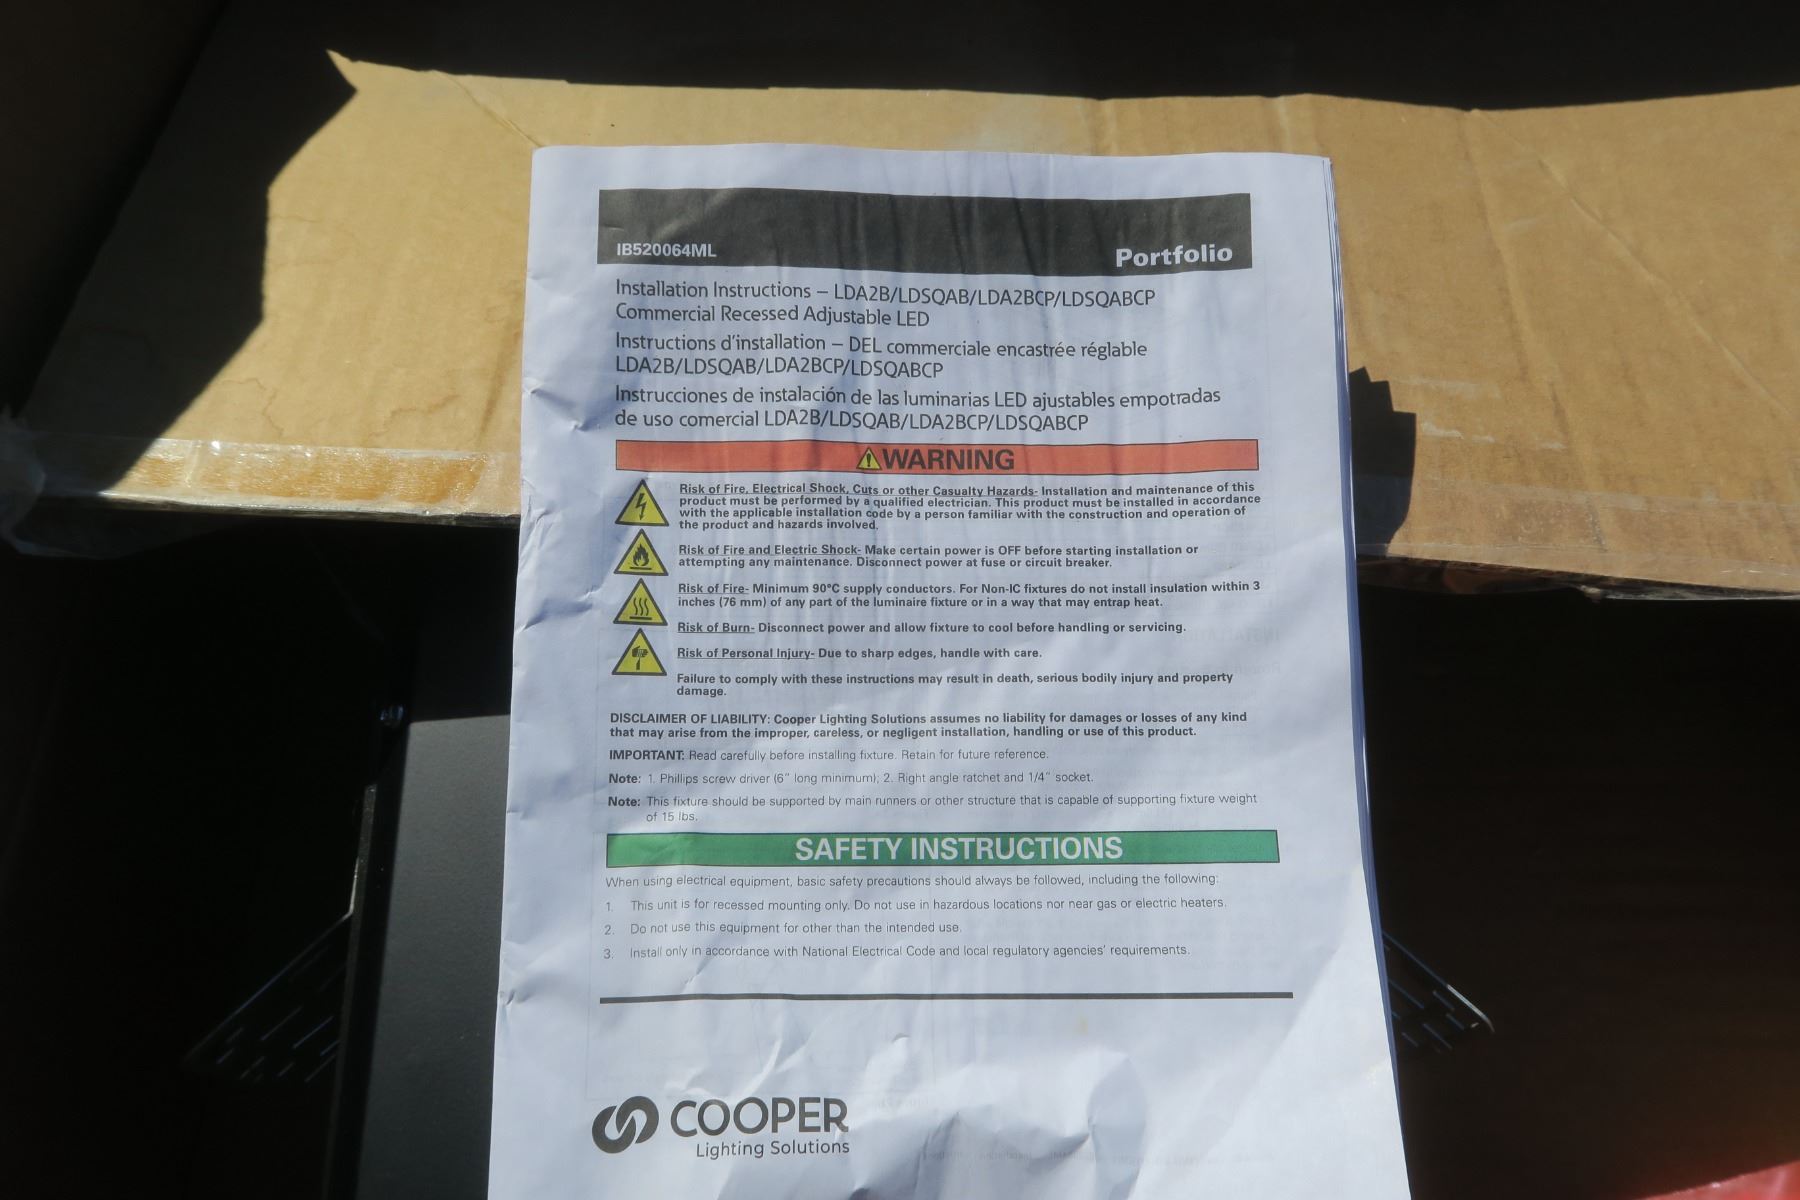 IB520064ML
Portfolio
Installation Instructions – LDA2B/LDSQAB/LDA2BCP/LDSQABCP
Commercial Recessed Adjustable LED
Instructions d'installation – DEL commerciale encastrée réglable
LDA2B/LDSQAB/LDA2BCP/LDSQABCP
Instrucciones de instalación de las luminarias LED ajustables empotradas
de uso comercial LDA2B/LDSQAB/LDA2BCP/LDSQABCP
WARNING
Risk of Fire, Electrical Shock, Cuts or other Casualty Hazards- Installation and maintenance of this
product must be performed by a qualified electrician. This product must be installed in accordance
with the applicable installation code by a person familiar with the construction and operation of
the product and hazards involved.
Risk of Fire and Electric Shock- Make certain power is OFF before starting installation or
attempting any maintenance. Disconnect power at fuse or circuit breaker.
Risk of Fire- Minimum 90°C supply conductors. For Non-IC fixtures do not install insulation within 3
inches (76 mm) of any part of the luminaire fixture or in a way that may entrap heat.
Risk of Burn- Disconnect power and allow fixture to cool before handling or servicing.
Risk of Personal Injury- Due to sharp edges, handle with care.
Failure to comply with these instructions may result in death, serious bodily injury and property
damage.
DISCLAIMER OF LIABILITY: Cooper Lighting Solutions assumes no liability for damages or losses of any kind
that may arise from the improper, careless, or negligent installation, handling or use of this product.
IMPORTANT: Read carefully before installing fixture. Retain for future reference.
Note: 1. Phillips screw driver (6" long minimum); 2. Right angle ratchet and 1/4" socket.
Note: This fixture should be supported by main runners or other structure that is capable of supporting fixture weight
of 15 lbs.
SAFETY INSTRUCTIONS
When using electrical equipment, basic safety precautions should always be followed, including the following:
1. This unit is for recessed mounting only. Do not use in hazardous locations nor near gas or electric heaters.
2. Do not use this equipment for other than the intended use.
3. Install only in accordance with National Electrical Code and local regulatory agencies' requirements.
COOPER
Lighting Solutions